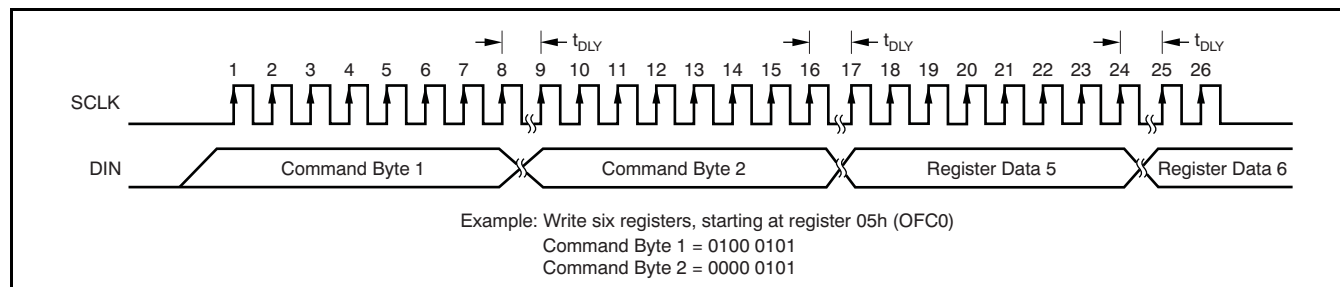 tDLY tDLY tDLY
1 2 3 4 5 6 7 8 9 10 11 12 13 14 15 16 17 18 19 20 21 22 23 24 25 26
SCLK
DIN Command Byte 1 Command Byte 2 Register Data 5 Register Data 6
Example: Write six registers, starting at register 05h (OFC0)
Command Byte 1 = 0100 0101
Command Byte 2 = 0000 0101